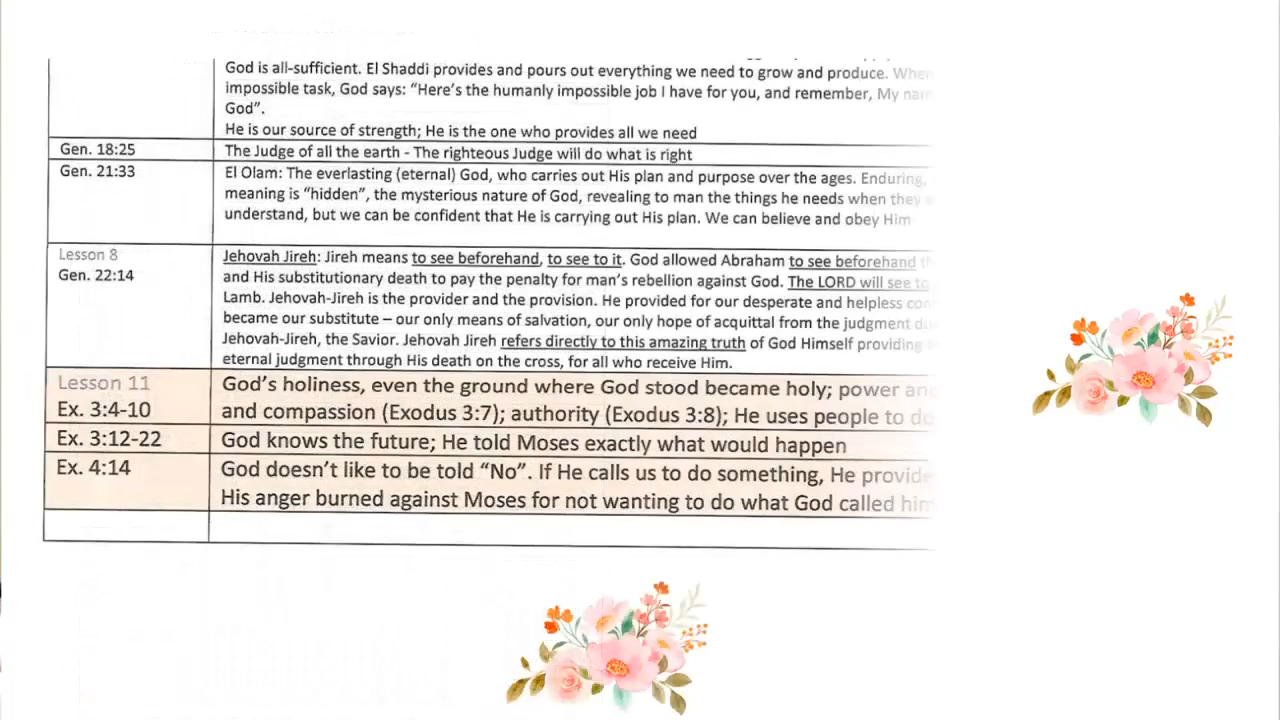 God is all-sufficient. El Shaddi provides and pours out everything we need to grow and produce. When
impossible task, God says: “Here’s the humanly impossible job I have for you, and remember, My
God”.
He is our source of strength; He is the one who provides all we need
Gen. 18:25 The Judge of all the earth - The righteous Judge will do what is right
Gen. 21:33 El Olam: The everlasting (eternal) God, who carries out His plan and purpose over the ages. Enduring,
meaning is “hidden”, the mysterious nature of God, revealing to man the things he needs when they
understand, but we can be confident that He is carrying out His plan. We can believe and obey Him
Lesson 8 Jehovah Jireh: Jireh means to see beforehand, to see to it. God allowed Abraham to see beforehand
Gen. 22:14 and His substitutionary death to pay the penalty for man’s rebellion against God. The LORD will see to
Lamb. Jehovah-Jireh is the provider and the provision. He provided for our desperate and helpless
became our substitute – our only means of salvation, our only hope of acquittal from the judgment
Jehovah-Jireh, the Savior. Jehovah Jireh refers directly to this amazing truth of God Himself providing
eternal judgment through His death on the cross, for all who receive Him.
Lesson 11 God’s holiness, even the ground where God stood became holy; power and
Ex. 3:4-10 and compassion (Exodus 3:7); authority (Exodus 3:8); He uses people to do
Ex. 3:12-22 God knows the future; He told Moses exactly what would happen
Ex. 4:14 God doesn’t like to be told “No”. If He calls us to do something, He
His anger burned against Moses for not wanting to do what God called him